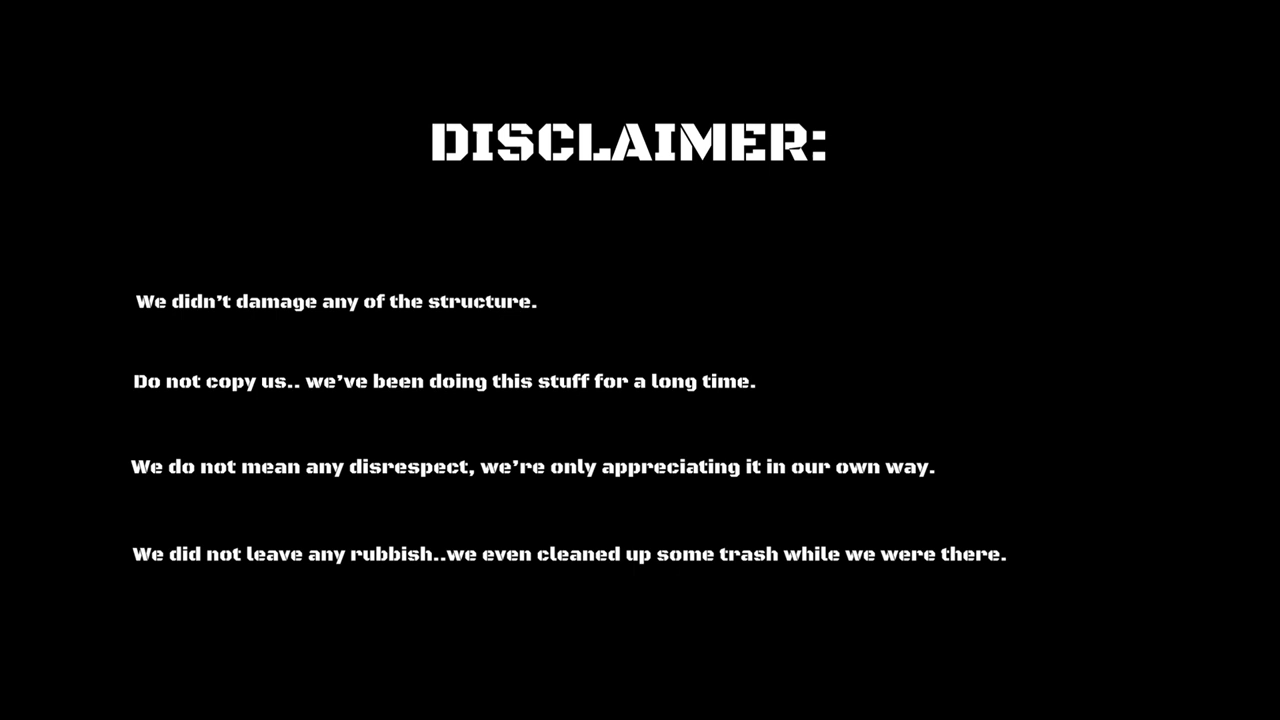 DISCLAIMER:
We didn't damage any of the structure.
Do not copy us.. we've been doing this stuff for a long time.
We do not mean any disrespect, we're only appreciating it in our own way.
We did not leave any rubbish..we even cleaned up some trash while we were there.